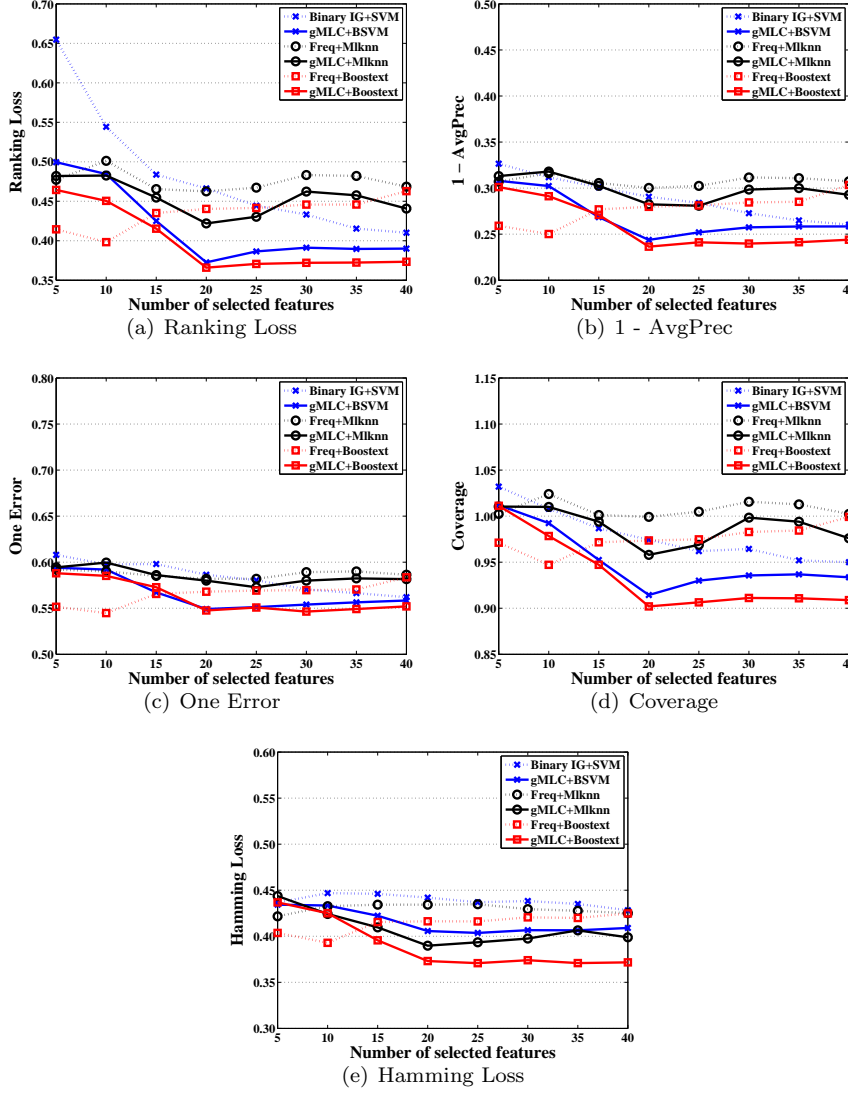 0.70
0.65
0.60
0.55
0.50
0.45
0.40
0.35
Ranking Loss
Binary IG+SVM
gMLC+BSVM
Freq+Mlknn
gMLC+Mlknn
Freq+Boostext
gMLC+Boostext
5 10 15 20 25 30 35 40
Number of selected features
(a) Ranking Loss
0.50
0.45
0.40
0.35
0.30
0.25
0.20
1 − AvgPrec
Binary IG+SVM
gMLC+BSVM
Freq+Mlknn
gMLC+Mlknn
Freq+Boostext
gMLC+Boostext
5 10 15 20 25 30 35 40
Number of selected features
(b) 1 - AvgPrec
0.80
0.75
0.70
0.65
0.60
0.55
0.50
One Error
Binary IG+SVM
gMLC+BSVM
Freq+Mlknn
gMLC+Mlknn
Freq+Boostext
gMLC+Boostext
5 10 15 20 25 30 35 40
Number of selected features
(c) One Error
1.15
1.10
1.05
1.00
0.95
0.90
0.85
Coverage
Binary IG+SVM
gMLC+BSVM
Freq+Mlknn
gMLC+Mlknn
Freq+Boostext
gMLC+Boostext
5 10 15 20 25 30 35 40
Number of selected features
(d) Coverage
0.60
0.55
0.50
0.45
0.40
0.35
0.30
Hamming Loss
Binary IG+SVM
gMLC+BSVM
Freq+Mlknn
gMLC+Mlknn
Freq+Boostext
gMLC+Boostext
5 10 15 20 25 30 35 40
Number of selected features
(e) Hamming Loss